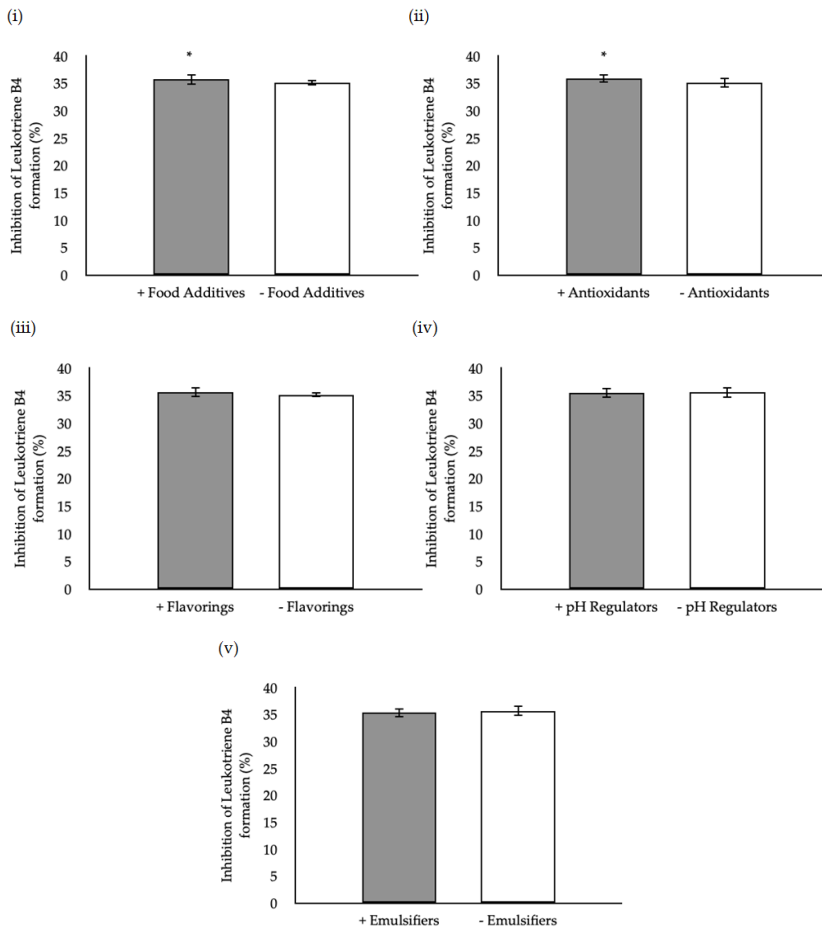 (i)
Inhibition of Leukotriene B4
formation (%)
40
35
30
25
20
15
10
5
0
*
+ Food Additives
- Food Additives
(ii)
Inhibition of Leukotriene B4
formation (%)
40
35
30
25
20
15
10
5
0
*
+ Antioxidants
- Antioxidants
(iii)
Inhibition of Leukotriene B4
formation (%)
40
35
30
25
20
15
10
5
0
+ Flavorings
- Flavorings
(iv)
Inhibition of Leukotriene B4
formation (%)
40
35
30
25
20
15
10
5
0
+ pH Regulators
- pH Regulators
(v)
Inhibition of Leukotriene B4
formation (%)
40
35
30
25
20
15
10
5
0
+ Emulsifiers
- Emulsifiers